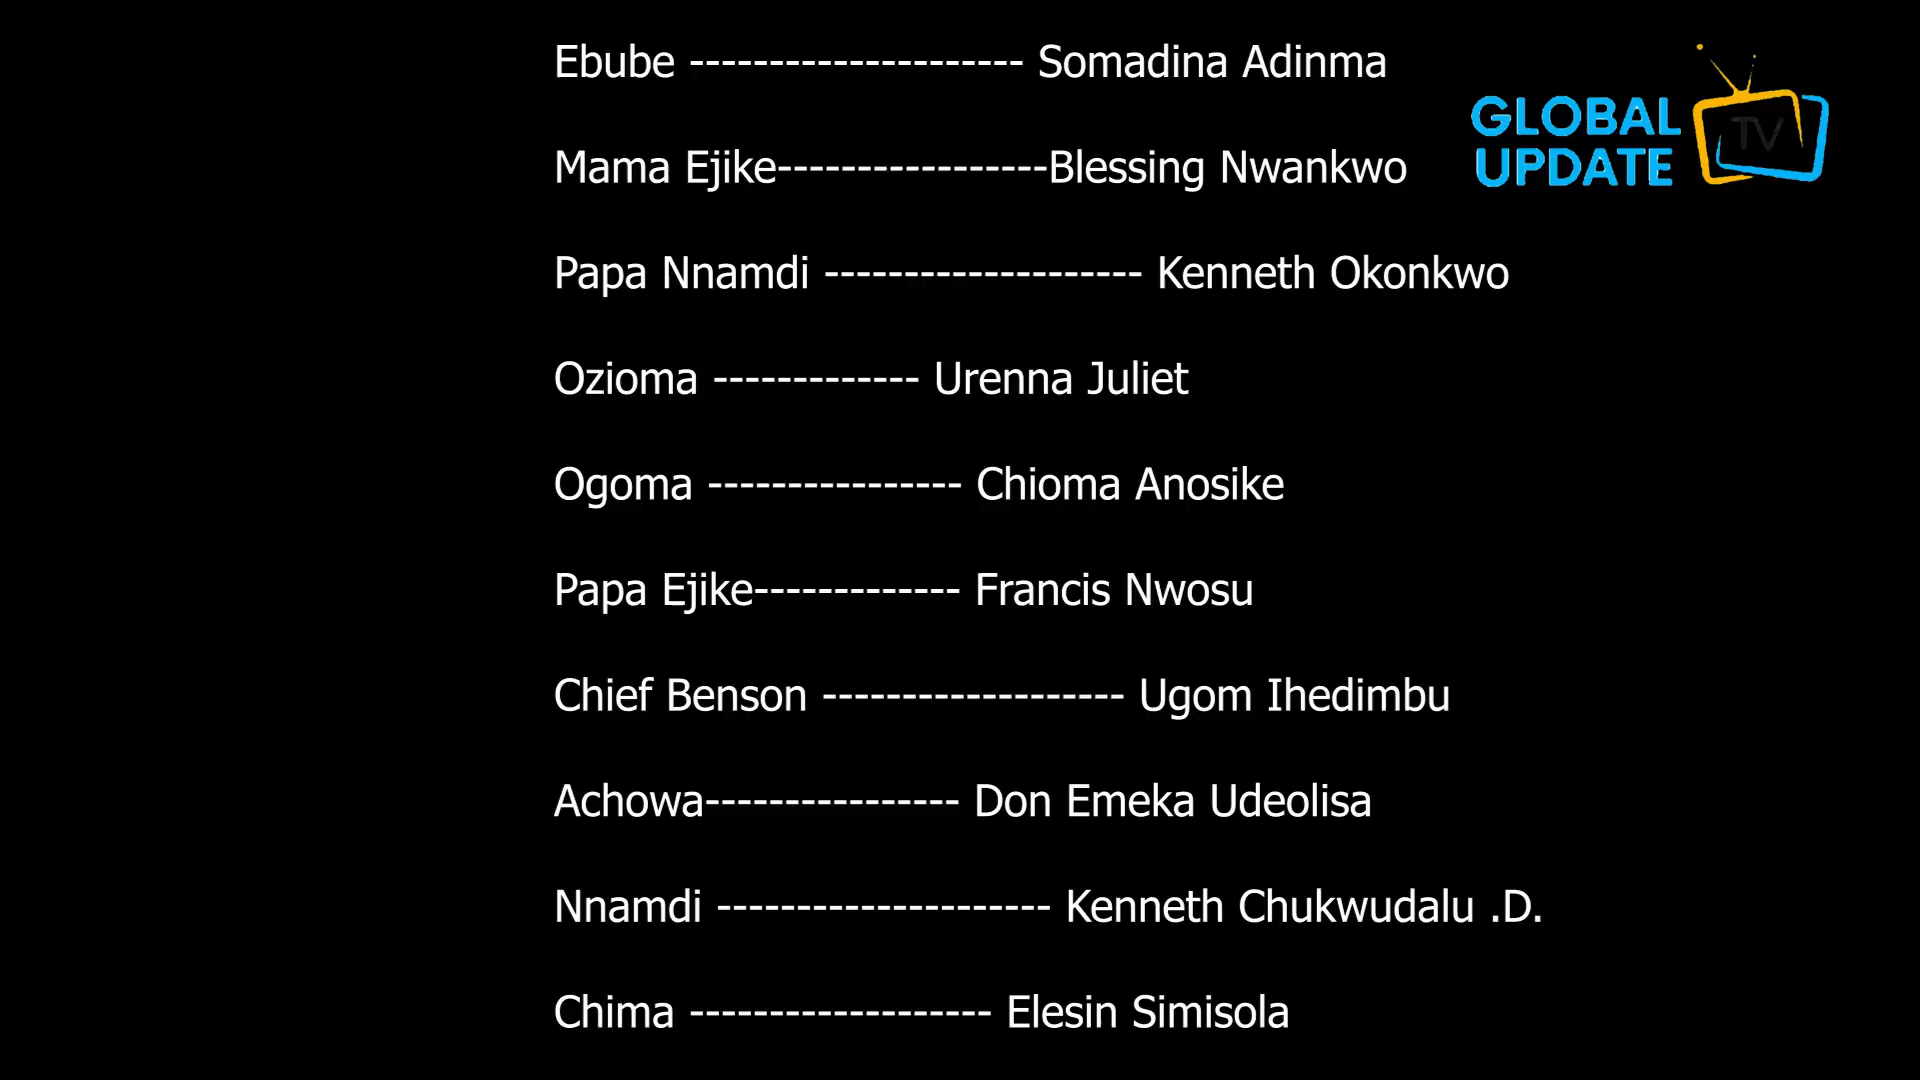 Ebube --------------------- Somadina Adinma
GLOBAL
UPDATE
TV
Mama Ejike-----------------Blessing Nwankwo
Papa Nnamdi -------------------- Kenneth Okonkwo
Ozioma ------------- Urenna Juliet
Ogoma ---------------- Chioma Anosike
Papa Ejike------------- Francis Nwosu
Chief Benson ------------------- Ugom Ihedimbu
Achowa---------------- Don Emeka Udeolisa
Nnamdi --------------------- Kenneth Chukwudalu .D.
Chima ------------------- Elesin Simisola